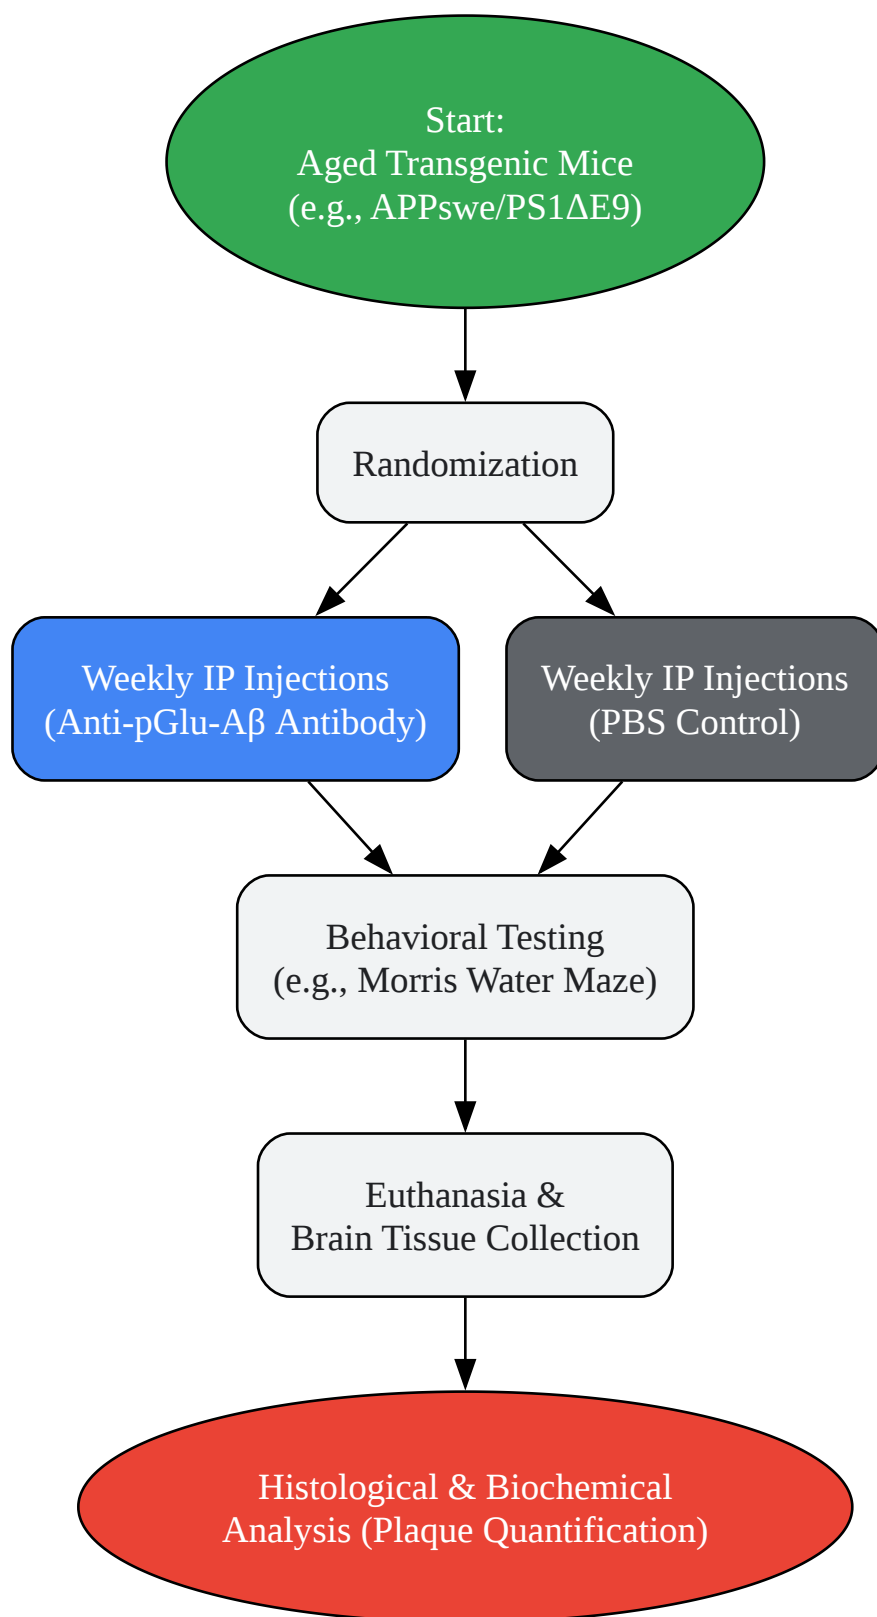 Start:
Aged Transgenic Mice
(e.g., APPswe/PS1ΔE9)
Randomization
Weekly IP Injections
(Anti-pGlu-Aβ Antibody)
Weekly IP Injections
(PBS Control)
Behavioral Testing
(e.g., Morris Water Maze)
Euthanasia &
Brain Tissue Collection
Histological & Biochemical
Analysis (Plaque Quantification)